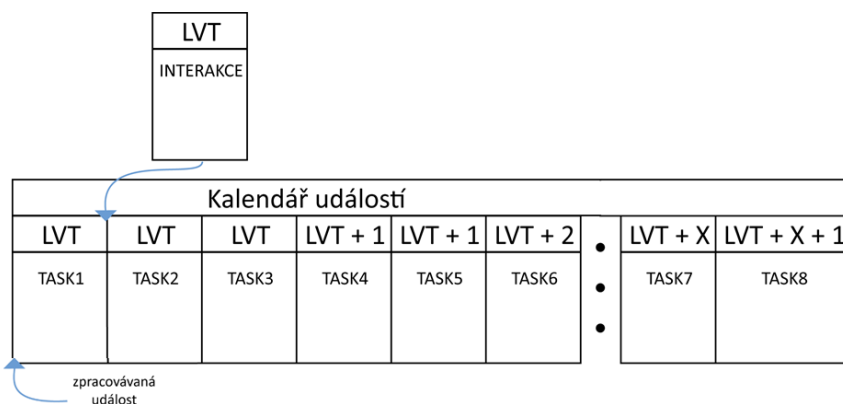 LVT
INTERAKCE
Kalendář událostí
LVT LVT LVT LVT + 1 LVT + 1 LVT + 2 LVT + X LVT + X + 1
TASK1 TASK2 TASK3 TASK4 TASK5 TASK6 TASK7 TASK8
zpracovávaná
událost